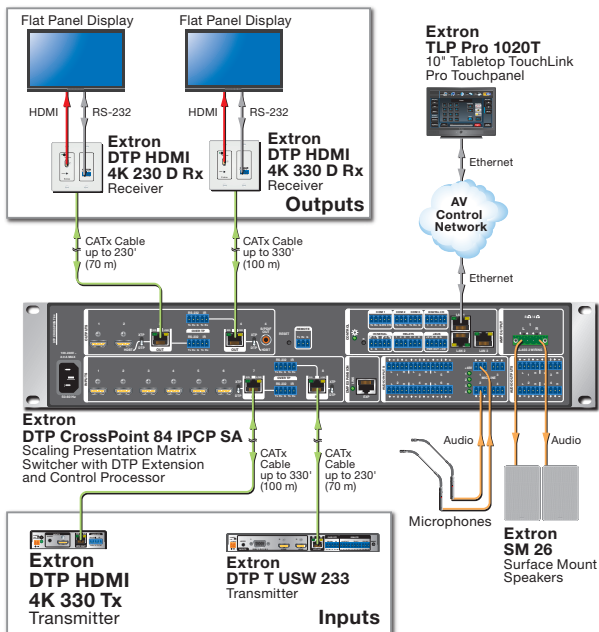 Flat Panel Display
Flat Panel Display
HDMI
RS-232
HDMI
RS-232
Extron
DTP HDMI
4K 230 D Rx
Receiver
Extron
DTP HDMI
4K 330 D Rx
Receiver
Outputs
Extron
TLP Pro 1020T
10" Tabletop TouchLink
Pro Touchpanel
Ethernet
AV
Control
Network
Ethernet
CATx Cable
up to 230'
(70 m)
CATx Cable
up to 330'
(100 m)
Extron
DTP CrossPoint 84 IPCP SA
Scaling Presentation Matrix
Switcher with DTP Extension
and Control Processor
CATx
Cable
up to 330'
(100 m)
CATx
Cable
up to 230'
(70 m)
Audio
Audio
Microphones
Extron
SM 26
Surface Mount
Speakers
Extron
DTP HDMI
4K 330 Tx
Transmitter
Extron
DTP T USW 233
Transmitter
Inputs